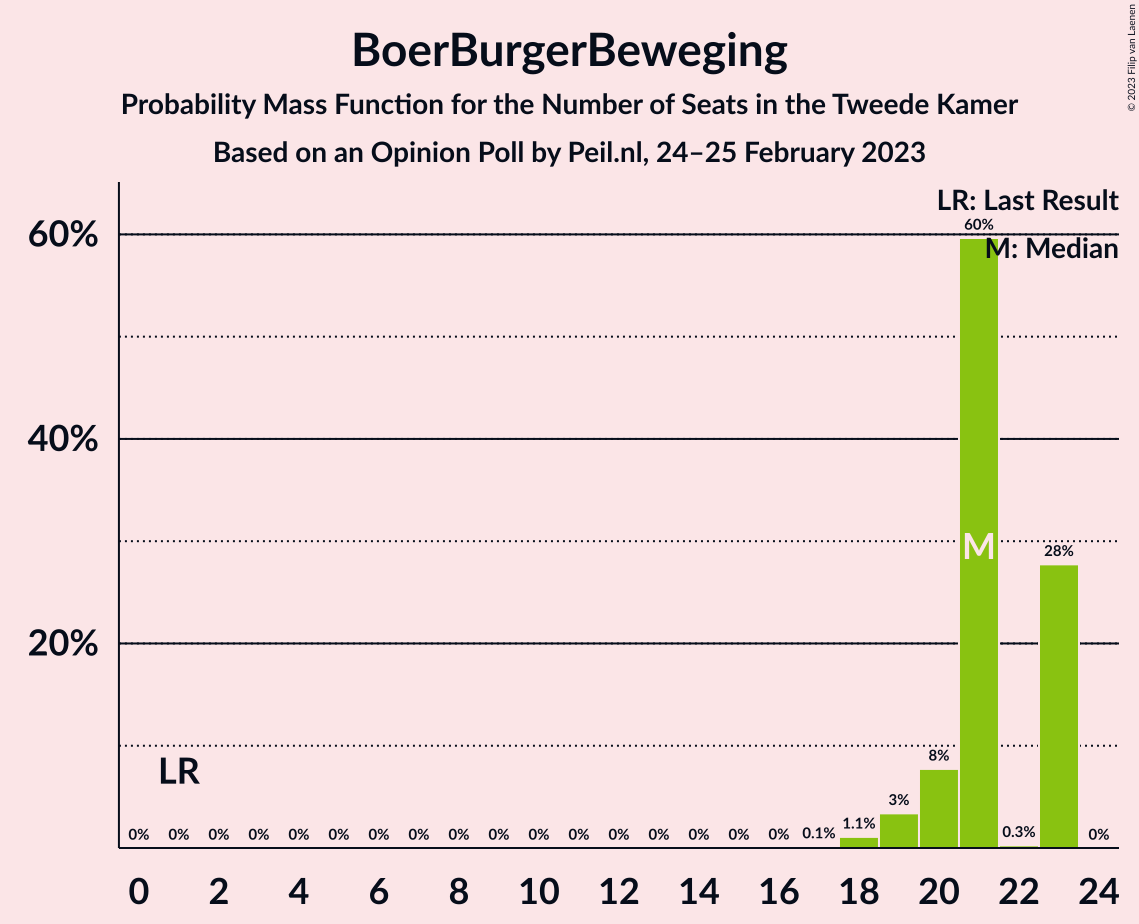 BoerBurgerBeweging
Probability Mass Function for the Number of Seats in the Tweede Kamer
Based on an Opinion Poll by Peil.nl, 24–25 February 2023
© 2023 Filip van Laenen
LR: Last Result
M: Median
60%
40%
20%
60%
M
28%
LR
8%
3%
0% 0% 0% 0% 0% 0% 0% 0% 0% 0% 0% 0% 0% 0% 0% 0% 0% 0.1% 1.1% 0.3% 0%
0 2 4 6 8 10 12 14 16 18 20 22 24